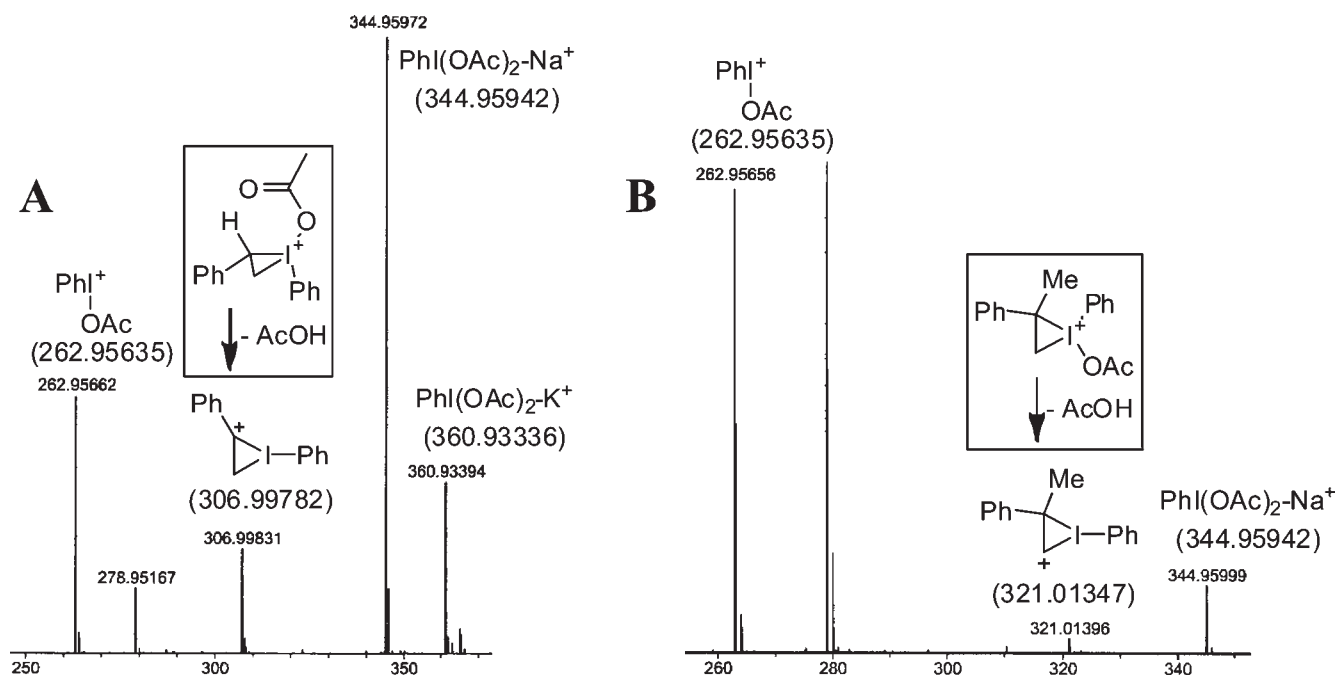 A
344.95972
PhI(OAc)2-Na+
(344.95942)
O
O
H
I+
Ph
Ph
- AcOH
PhI+
OAc
(262.95635)
262.95662
Ph
+
I
Ph
(306.99782)
306.99831
278.95167
PhI(OAc)2-K+
(360.93336)
360.93394
250
300
350
B
PhI+
OAc
(262.95635)
262.95656
Me
Ph
Ph
I+
OAc
- AcOH
Me
Ph
I
Ph
+
(321.01347)
321.01396
PhI(OAc)2-Na+
(344.95942)
344.95999
260
280
300
320
340